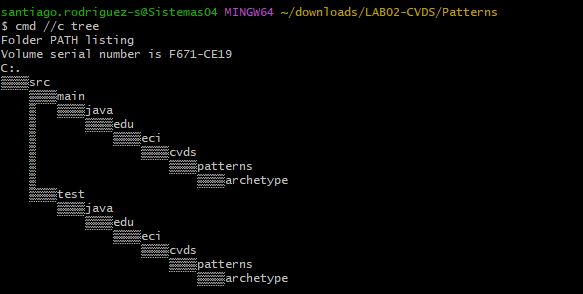 santiago.rodriguez-s@Sistemas04 MINGW64 ~/downloads/LAB02-CVDS/Patterns
$ cmd //c tree
Folder PATH listing
Volume serial number is F671-CE19
C:.
src
main
java
edu
eci
cvds
patterns
archetype
test
java
edu
eci
cvds
patterns
archetype